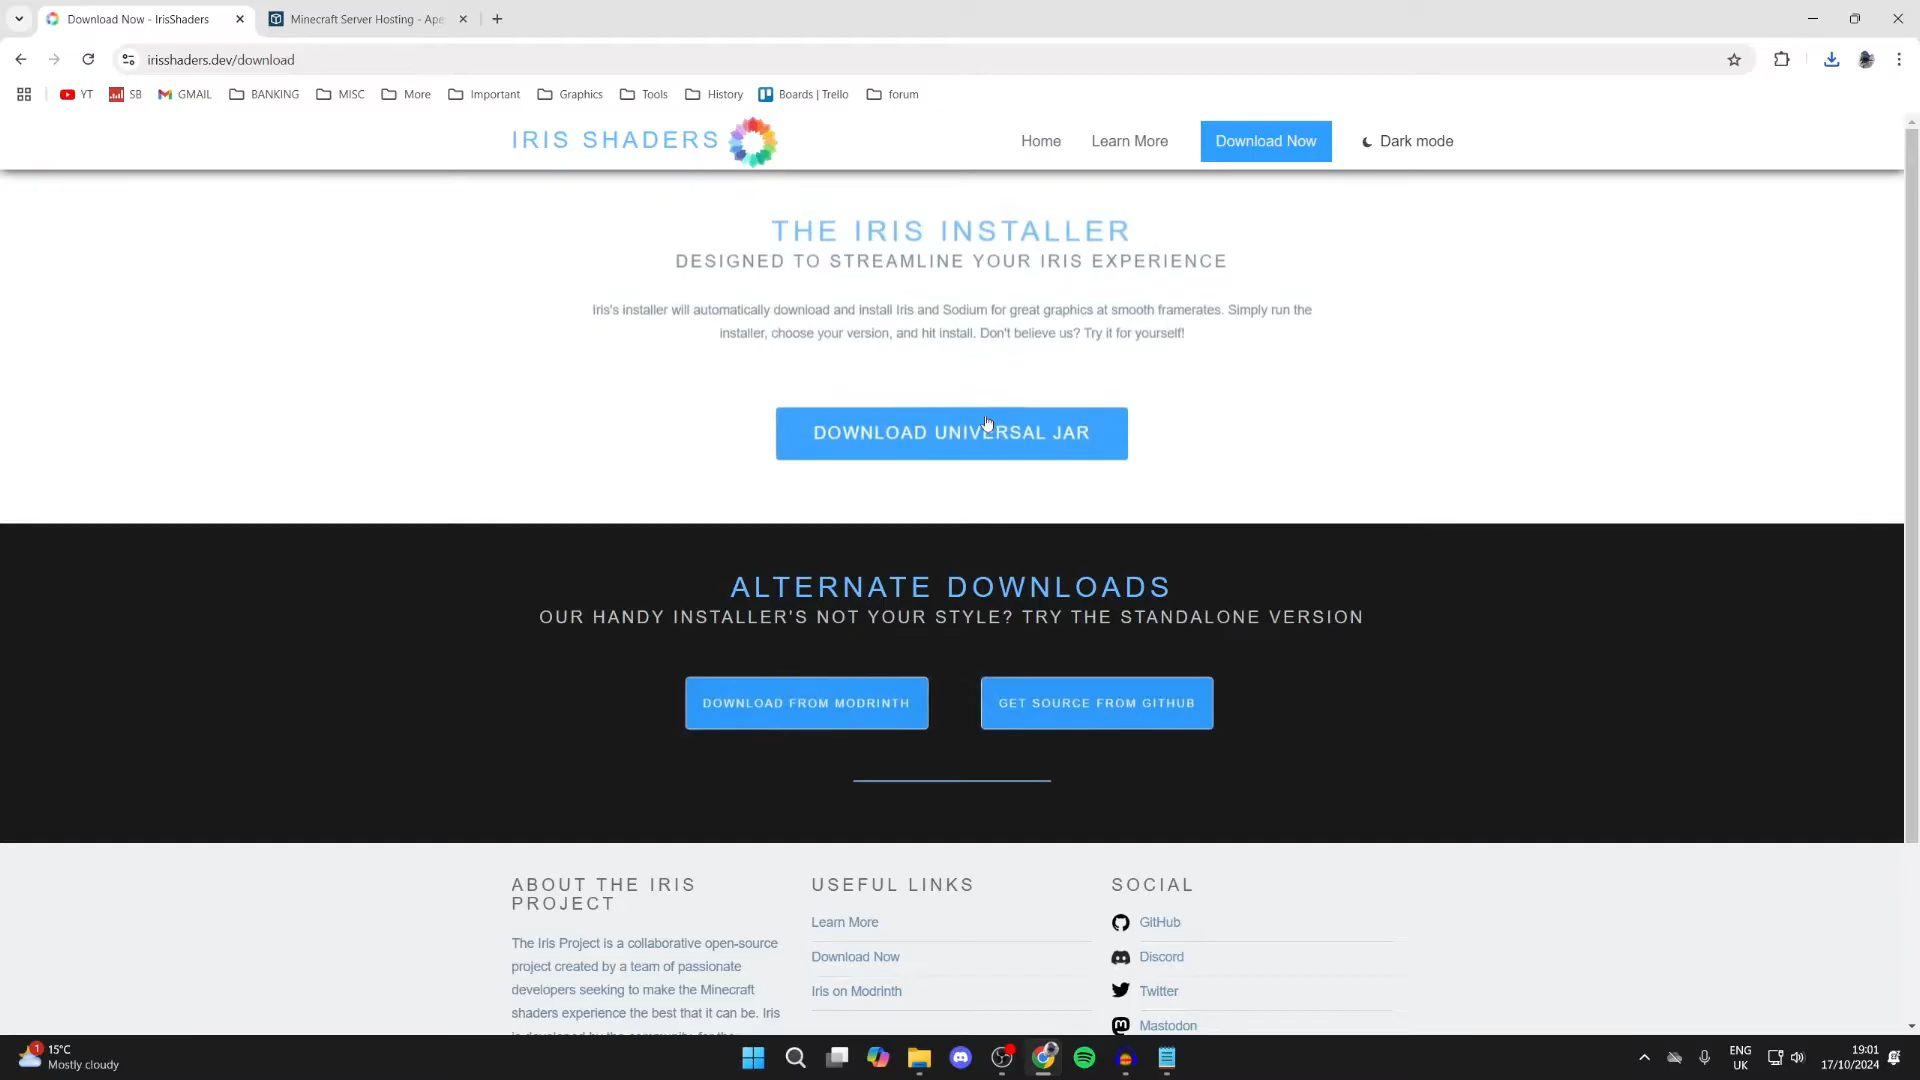 Download Now - IrisShaders
Minecraft Server Hosting - Ape
irisshaders.dev/download
YT
SB
GMAIL
BANKING
MISC
More
Important
Graphics
Tools
History
Boards | Trello
forum
IRIS SHADERS
Home
Learn More
Download Now
Dark mode
THE IRIS INSTALLER
DESIGNED TO STREAMLINE YOUR IRIS EXPERIENCE
Iris's installer will automatically download and install Iris and Sodium for great graphics at smooth framerates. Simply run the
installer, choose your version, and hit install. Don't believe us? Try it for yourself!
DOWNLOAD UNIVERSAL JAR
ALTERNATE DOWNLOADS
OUR HANDY INSTALLER'S NOT YOUR STYLE? TRY THE STANDALONE VERSION
DOWNLOAD FROM MODRINTH
GET SOURCE FROM GITHUB
ABOUT THE IRIS
PROJECT
The Iris Project is a collaborative open-source
project created by a team of passionate
developers seeking to make the Minecraft
shaders experience the best that it can be. Iris
USEFUL LINKS
Learn More
Download Now
Iris on Modrinth
SOCIAL
GitHub
Discord
Twitter
Mastodon
1
15°C
Mostly cloudy
ENG
UK
19:01
17/10/2024